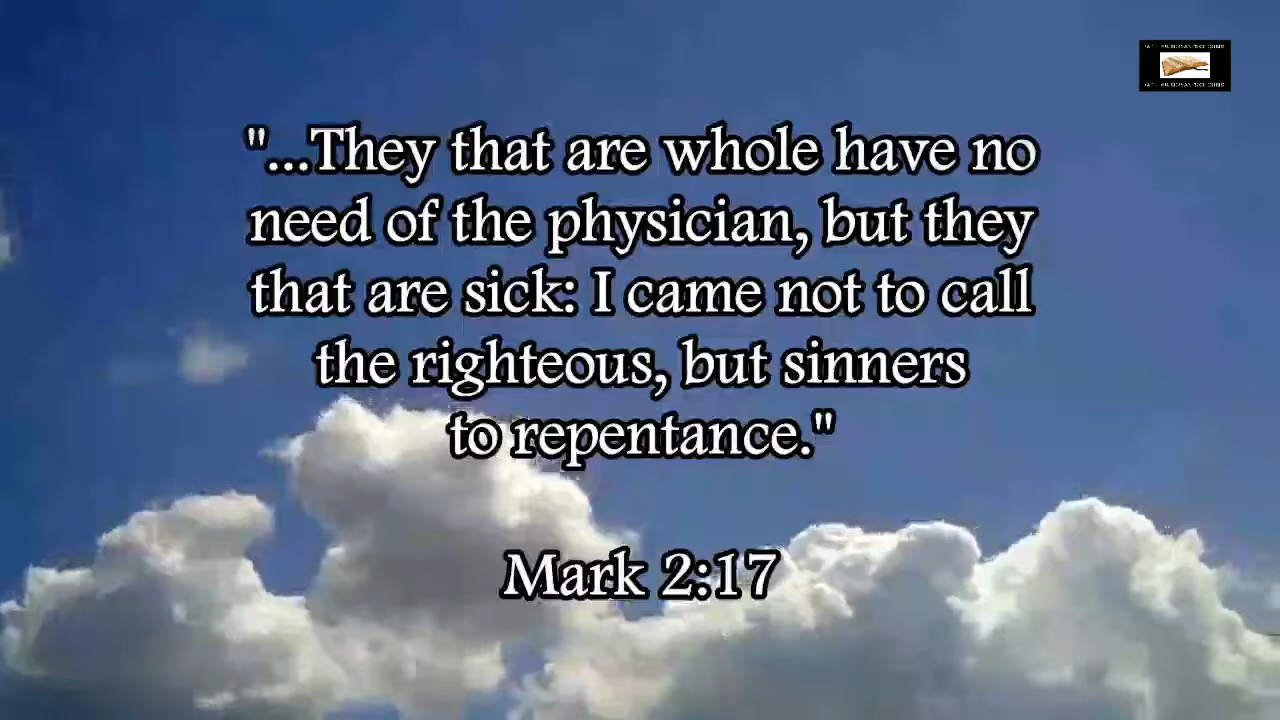 "...They that are whole have no
need of the physician, but they
that are sick: I came not to call
the righteous, but sinners
to repentance."
Mark 2:17